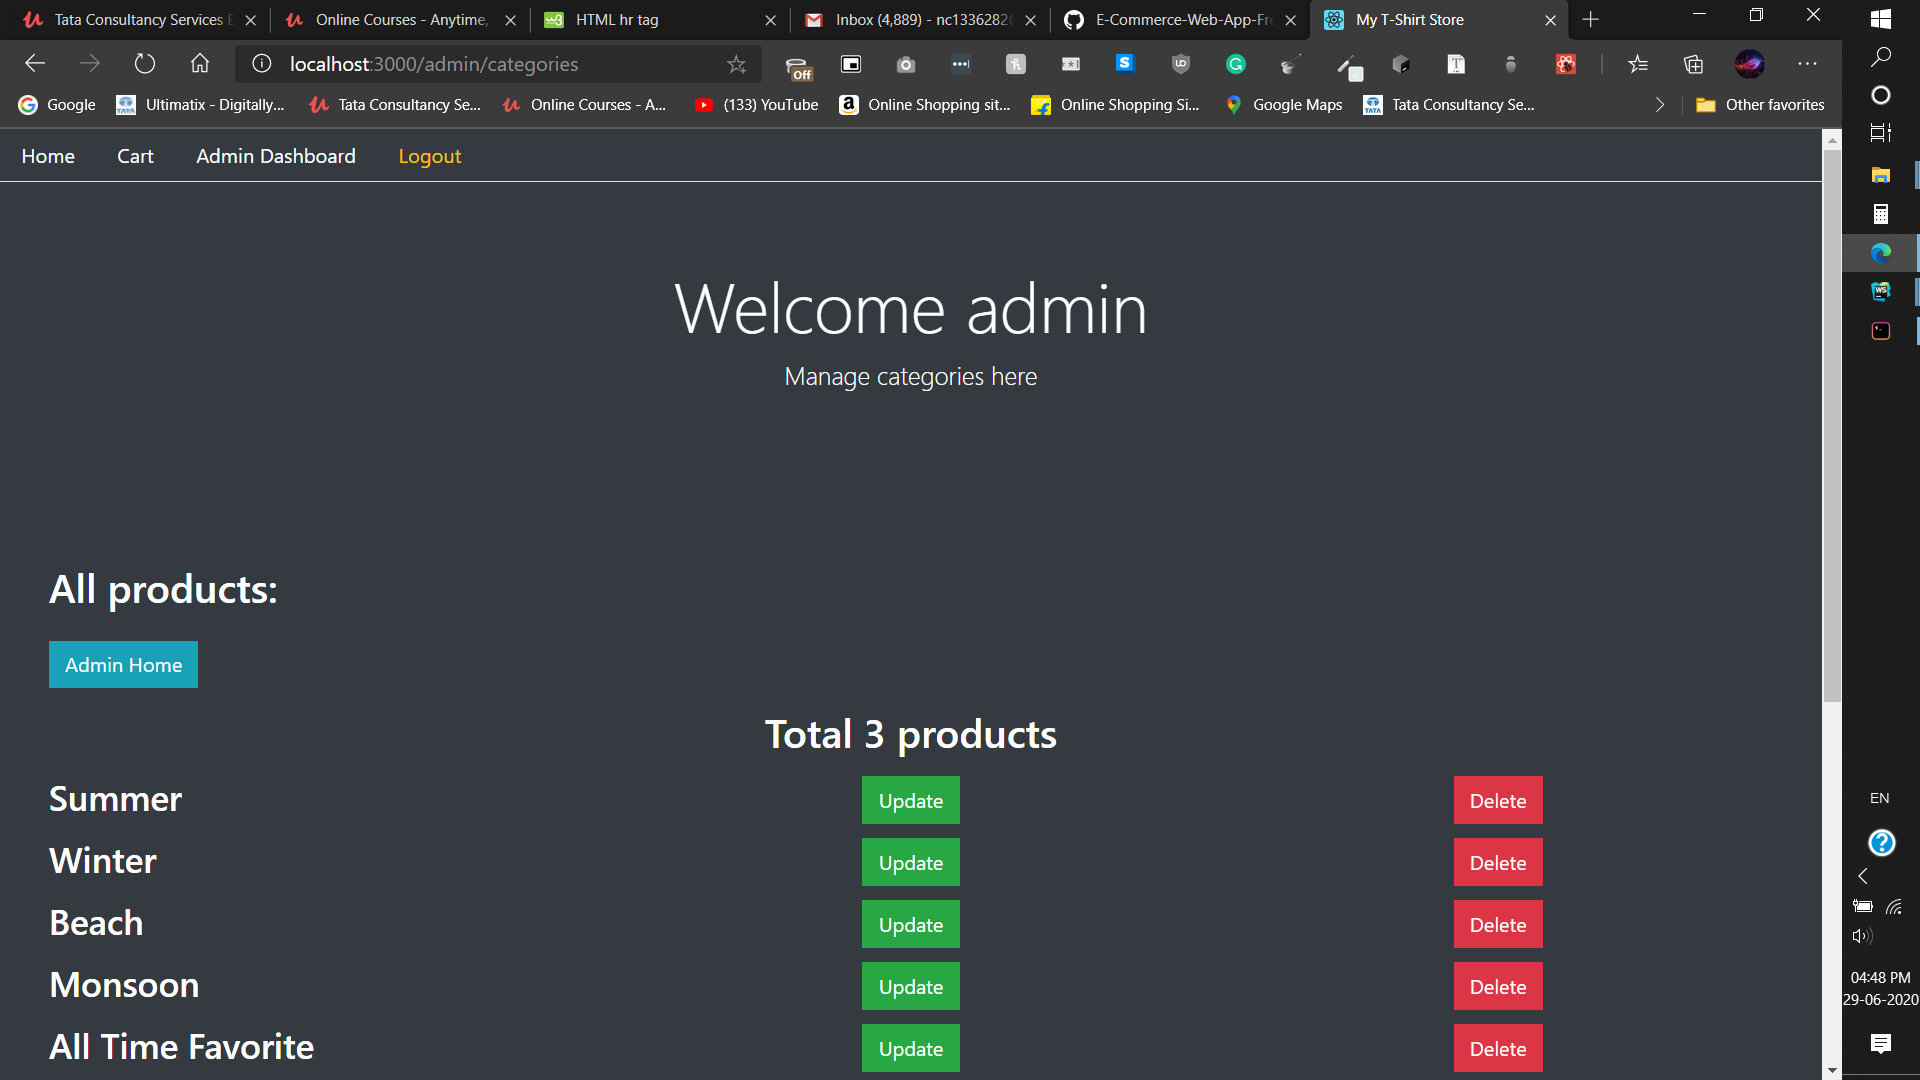 Tata Consultancy Services
Online Courses - Anytime,
HTML hr tag
Inbox (4,889) - nc1336282
E-Commerce-Web-App-Fr
My T-Shirt Store
localhost:3000/admin/categories
Off
Google
Ultimatix - Digitally...
Tata Consultancy Se...
Online Courses - A...
(133) YouTube
Online Shopping sit...
Online Shopping Si...
Google Maps
Tata Consultancy Se...
Other favorites
Home
Cart
Admin Dashboard
Logout
Welcome admin
Manage categories here
All products:
Admin Home
Total 3 products
Summer
Update
Delete
Winter
Update
Delete
Beach
Update
Delete
Monsoon
Update
Delete
All Time Favorite
Update
Delete
EN
04:48 PM
29-06-2020